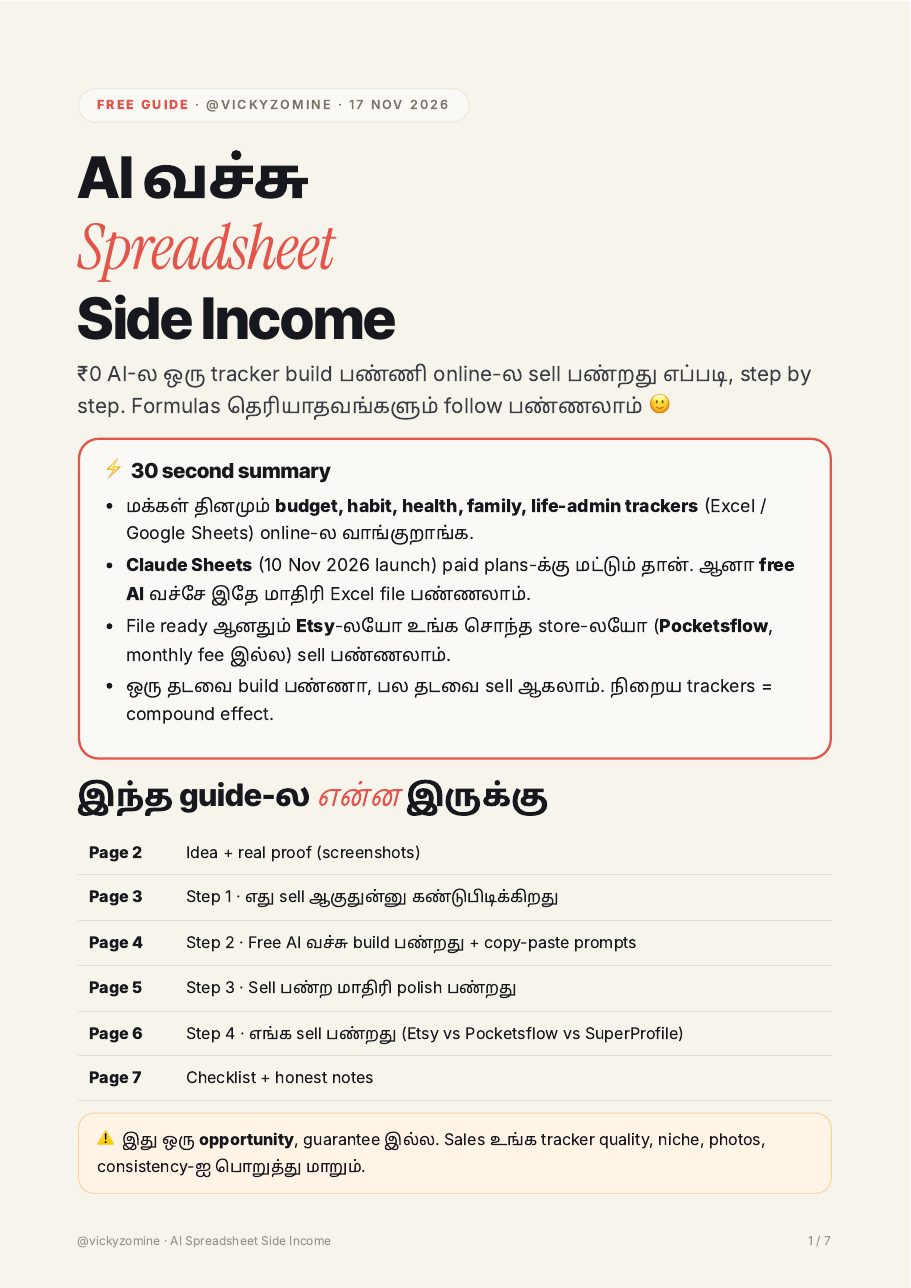 FREE GUIDE · @VICKYZOMINE · 17 NOV 2026
AI வச்சு
Spreadsheet
Side Income
₹0 AI-ல ஒரு tracker build பண்ணி online-ல sell பண்றது எப்படி, step by
step. Formulas தெரியாதவங்களும் follow பண்ணலாம் 🙂
⚡ 30 second summary
• மக்கள் தினமும் budget, habit, health, family, life-admin trackers (Excel /
Google Sheets) online-ல வாங்குறாங்க.
• Claude Sheets (10 Nov 2026 launch) paid plans-க்கு மட்டும் தான். ஆனா free
AI வச்சே இதே மாதிரி Excel file பண்ணலாம்.
• File ready ஆனதும் Etsy-லயோ உங்க சொந்த store-லயோ (Pocketsflow,
monthly fee இல்ல) sell பண்ணலாம்.
• ஒரு தடவை build பண்ணா, பல தடவை sell ஆகலாம். நிறைய trackers =
compound effect.
இந்த guide-ல என்ன இருக்கு
Page 2 Idea + real proof (screenshots)
Page 3 Step 1 · எது sell ஆகுதுன்னு கண்டுபிடிக்கிறது
Page 4 Step 2 · Free AI வச்சு build பண்றது + copy-paste prompts
Page 5 Step 3 · Sell பண்ற மாதிரி polish பண்றது
Page 6 Step 4 · எங்க sell பண்றது (Etsy vs Pocketsflow vs SuperProfile)
Page 7 Checklist + honest notes
⚠️ இது ஒரு opportunity, guarantee இல்ல. Sales உங்க tracker quality, niche, photos,
consistency-ஐ பொறுத்து மாறும்.
@vickyzomine · AI Spreadsheet Side Income 1 / 7